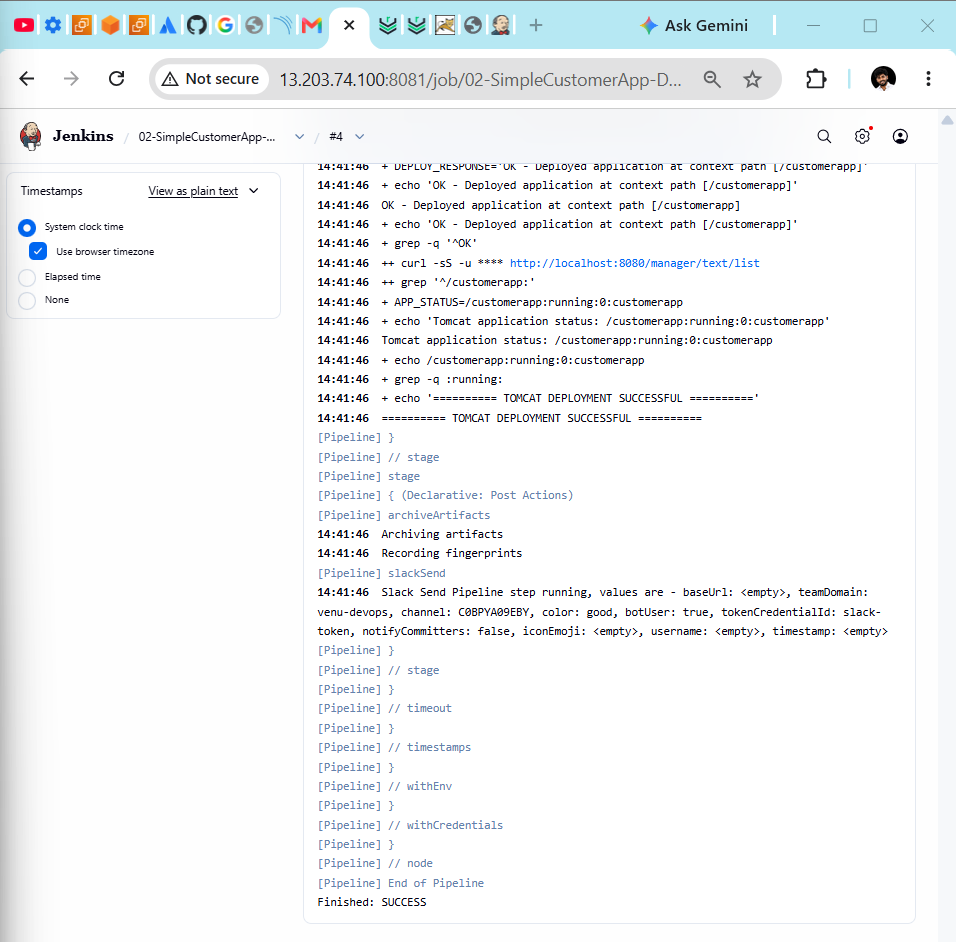 Ask Gemini
Not secure
13.203.74.100:8081/job/02-SimpleCustomerApp-D...
Jenkins / 02-SimpleCustomerApp-... / #4
Timestamps
View as plain text
System clock time
Use browser timezone
Elapsed time
None
14:41:46 + DEPLOY_RESPONSE='OK - Deployed application at context path [/customerapp]'
14:41:46 + echo 'OK - Deployed application at context path [/customerapp]'
14:41:46 OK - Deployed application at context path [/customerapp]
14:41:46 + echo 'OK - Deployed application at context path [/customerapp]'
14:41:46 + grep -q '^OK'
14:41:46 ++ curl -sS -u **** http://localhost:8080/manager/text/list
14:41:46 ++ grep '^/customerapp:'
14:41:46 + APP_STATUS=/customerapp:running:0:customerapp
14:41:46 + echo 'Tomcat application status: /customerapp:running:0:customerapp'
14:41:46 Tomcat application status: /customerapp:running:0:customerapp
14:41:46 + echo /customerapp:running:0:customerapp
14:41:46 + grep -q :running:
14:41:46 + echo '========== TOMCAT DEPLOYMENT SUCCESSFUL =========='
14:41:46 ========== TOMCAT DEPLOYMENT SUCCESSFUL ==========
[Pipeline] }
[Pipeline] // stage
[Pipeline] stage
[Pipeline] { (Declarative: Post Actions)
[Pipeline] archiveArtifacts
14:41:46 Archiving artifacts
14:41:46 Recording fingerprints
[Pipeline] slackSend
14:41:46 Slack Send Pipeline step running, values are - baseUrl: <empty>, teamDomain:
venu-devops, channel: C0BPYA09EBY, color: good, botUser: true, tokenCredentialId: slack-
token, notifyCommitters: false, iconEmoji: <empty>, username: <empty>, timestamp: <empty>
[Pipeline] }
[Pipeline] // stage
[Pipeline] }
[Pipeline] // timeout
[Pipeline] }
[Pipeline] // timestamps
[Pipeline] }
[Pipeline] // withEnv
[Pipeline] }
[Pipeline] // withCredentials
[Pipeline] }
[Pipeline] // node
[Pipeline] End of Pipeline
Finished: SUCCESS